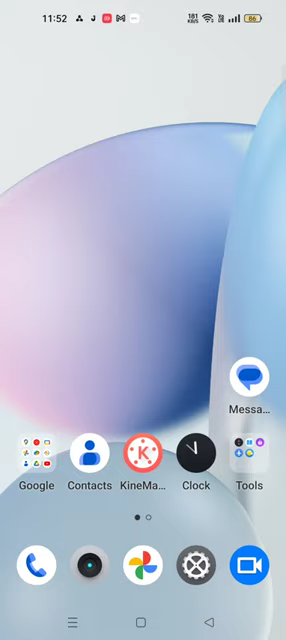 11:52
181 KB/S
86
Messa...
Google
Contacts
KineMa...
Clock
Tools